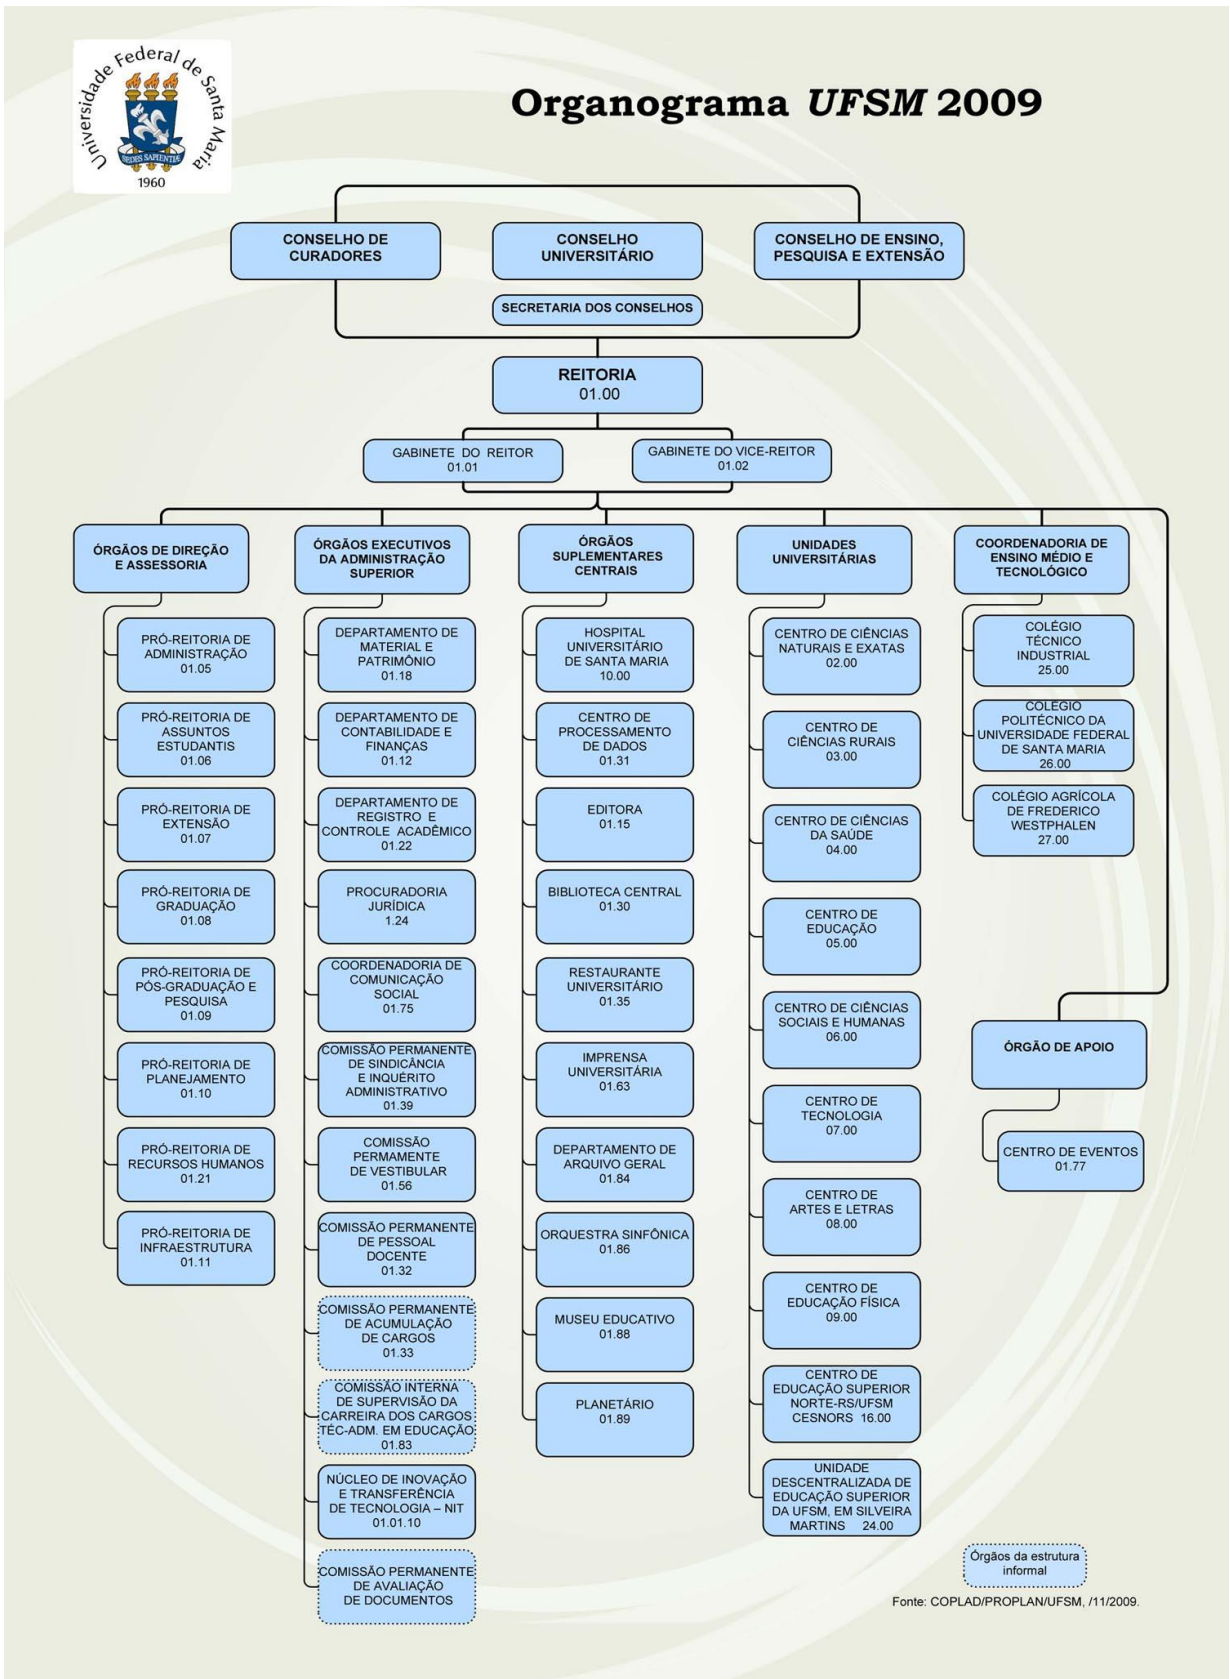 Universidade Federal de Santa Maria
SEDES SAPIENTIÆ
1960
Organograma UFSM 2009
CONSELHO DE
CURADORES
CONSELHO
UNIVERSITÁRIO
CONSELHO DE ENSINO,
PESQUISA E EXTENSÃO
SECRETARIA DOS CONSELHOS
REITORIA
01.00
GABINETE DO REITOR
01.01
GABINETE DO VICE-REITOR
01.02
ÓRGÃOS DE DIREÇÃO
E ASSESSORIA
PRÓ-REITORIA DE
ADMINISTRAÇÃO
01.05
PRÓ-REITORIA DE
ASSUNTOS
ESTUDANTIS
01.06
PRÓ-REITORIA DE
EXTENSÃO
01.07
PRÓ-REITORIA DE
GRADUAÇÃO
01.08
PRÓ-REITORIA DE
PÓS-GRADUAÇÃO E
PESQUISA
01.09
PRÓ-REITORIA DE
PLANEJAMENTO
01.10
PRÓ-REITORIA DE
RECURSOS HUMANOS
01.21
PRÓ-REITORIA DE
INFRAESTRUTURA
01.11
ÓRGÃOS EXECUTIVOS
DA ADMINISTRAÇÃO
SUPERIOR
DEPARTAMENTO DE
MATERIAL E
PATRIMÔNIO
01.18
DEPARTAMENTO DE
CONTABILIDADE E
FINANÇAS
01.12
DEPARTAMENTO DE
REGISTRO E
CONTROLE ACADÊMICO
01.22
PROCURADORIA
JURÍDICA
1.24
COORDENADORIA DE
COMUNICAÇÃO
SOCIAL
01.75
COMISSÃO PERMANENTE
DE SINDICÂNCIA
E INQUÉRITO
ADMINISTRATIVO
01.39
COMISSÃO
PERMAMENTE
DE VESTIBULAR
01.56
COMISSÃO PERMANENTE
DE PESSOAL
DOCENTE
01.32
COMISSÃO PERMANENTE
DE ACUMULAÇÃO
DE CARGOS
01.33
COMISSÃO INTERNA
DE SUPERVISÃO DA
CARREIRA DOS CARGOS
TÉC-ADM. EM EDUCAÇÃO
01.83
NÚCLEO DE INOVAÇÃO
E TRANSFERÊNCIA
DE TECNOLOGIA – NIT
01.01.10
COMISSÃO PERMANENTE
DE AVALIAÇÃO
DE DOCUMENTOS
ÓRGÃOS
SUPLEMENTARES
CENTRAIS
HOSPITAL
UNIVERSITÁRIO
DE SANTA MARIA
10.00
CENTRO DE
PROCESSAMENTO
DE DADOS
01.31
EDITORA
01.15
BIBLIOTECA CENTRAL
01.30
RESTAURANTE
UNIVERSITÁRIO
01.35
IMPRENSA
UNIVERSITÁRIA
01.63
DEPARTAMENTO DE
ARQUIVO GERAL
01.84
ORQUESTRA SINFÔNICA
01.86
MUSEU EDUCATIVO
01.88
PLANETÁRIO
01.89
UNIDADES
UNIVERSITÁRIAS
CENTRO DE CIÊNCIAS
NATURAIS E EXATAS
02.00
CENTRO DE
CIÊNCIAS RURAIS
03.00
CENTRO DE CIÊNCIAS
DA SAÚDE
04.00
CENTRO DE
EDUCAÇÃO
05.00
CENTRO DE CIÊNCIAS
SOCIAIS E HUMANAS
06.00
CENTRO DE
TECNOLOGIA
07.00
CENTRO DE
ARTES E LETRAS
08.00
CENTRO DE
EDUCAÇÃO FÍSICA
09.00
CENTRO DE
EDUCAÇÃO SUPERIOR
NORTE-RS/UFSM
CESNORS 16.00
UNIDADE
DESCENTRALIZADA DE
EDUCAÇÃO SUPERIOR
DA UFSM, EM SILVEIRA
MARTINS 24.00
COORDENADORIA DE
ENSINO MÉDIO E
TECNOLÓGICO
COLÉGIO
TÉCNICO
INDUSTRIAL
25.00
COLÉGIO
POLITÉCNICO DA
UNIVERSIDADE FEDERAL
DE SANTA MARIA
26.00
COLÉGIO AGRÍCOLA
DE FREDERICO
WESTPHALEN
27.00
ÓRGÃO DE APOIO
CENTRO DE EVENTOS
01.77
Órgãos da estrutura
informal
Fonte: COPLAD/PROPLAN/UFSM, /11/2009.